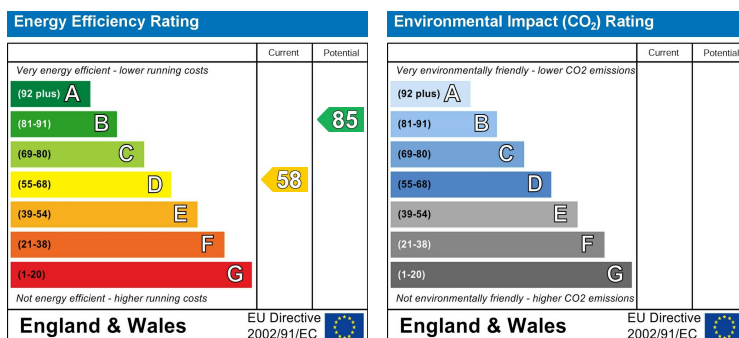 Energy Efficiency Rating
Current Potential
Very energy efficient - lower running costs
(92 plus) A
(81-91) B
85
(69-80) C
(55-68) D
58
(39-54) E
(21-38) F
(1-20) G
Not energy efficient - higher running costs
England & Wales
EU Directive
2002/91/EC
Environmental Impact (CO₂) Rating
Current Potential
Very environmentally friendly - lower CO2 emissions
(92 plus) A
(81-91) B
(69-80) C
(55-68) D
(39-54) E
(21-38) F
(1-20) G
Not environmentally friendly - higher CO2 emissions
England & Wales
EU Directive
2002/91/EC